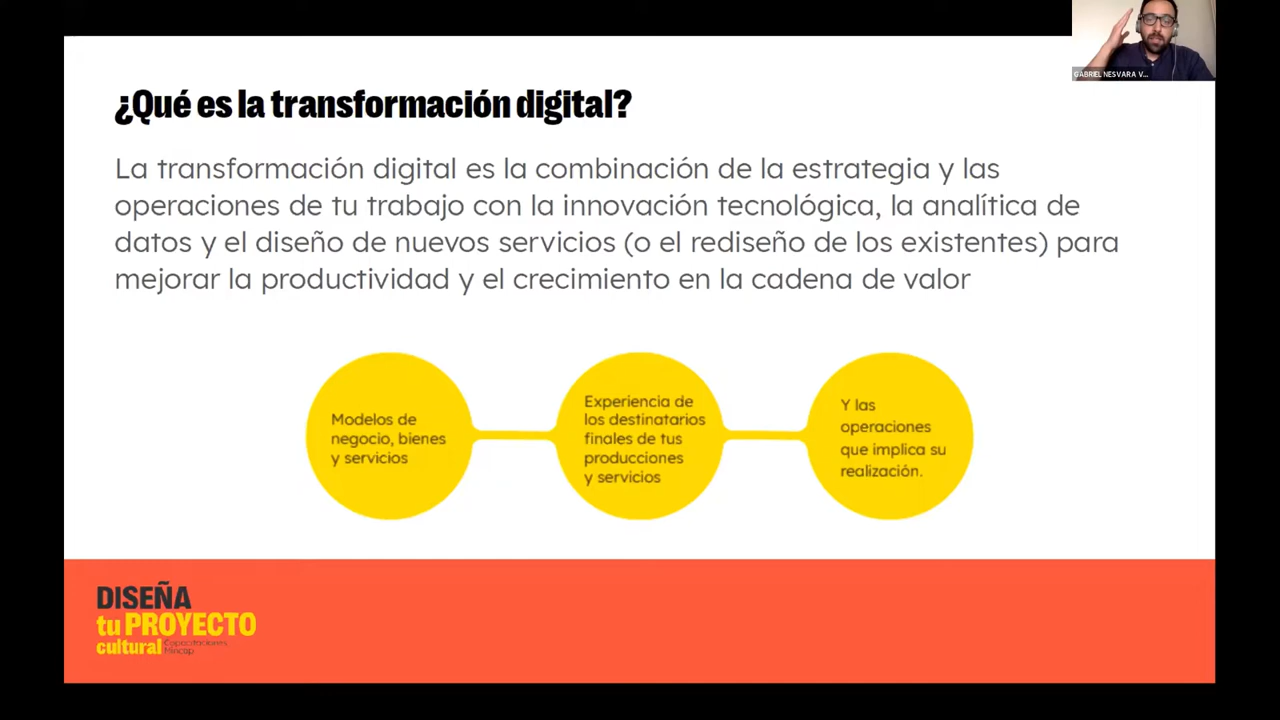 GABRIEL NESVARA V...
¿Qué es la transformación digital?
La transformación digital es la combinación de la estrategia y las
operaciones de tu trabajo con la innovación tecnológica, la analítica de
datos y el diseño de nuevos servicios (o el rediseño de los existentes) para
mejorar la productividad y el crecimiento en la cadena de valor
Modelos de
negocio, bienes
y servicios
Experiencia de
los destinatarios
finales de tus
producciones
y servicios
Y las
operaciones
que implica su
realización.
DISEÑA
tu PROYECTO
cultural
Capacitaciones
Mincap